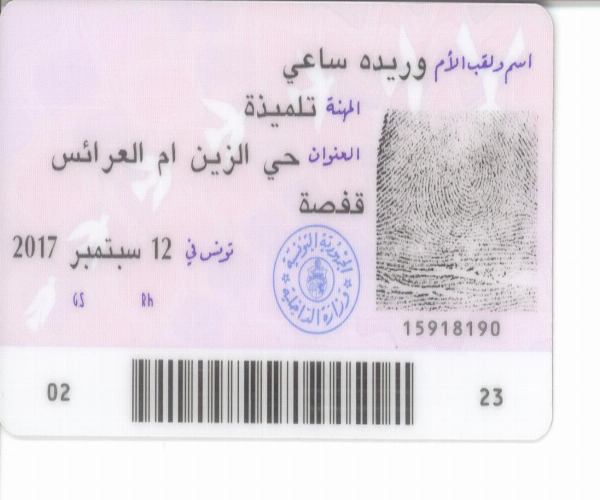 اسم ولقب الأم وريده ساعي
المهنة تلميذة
العنوان حي الزين ام العرائس
قفصة
تونس في 12 سبتمبر 2017
GS Rh
الجمهورية التونسية
وزارة الداخلية
15918190
02 23